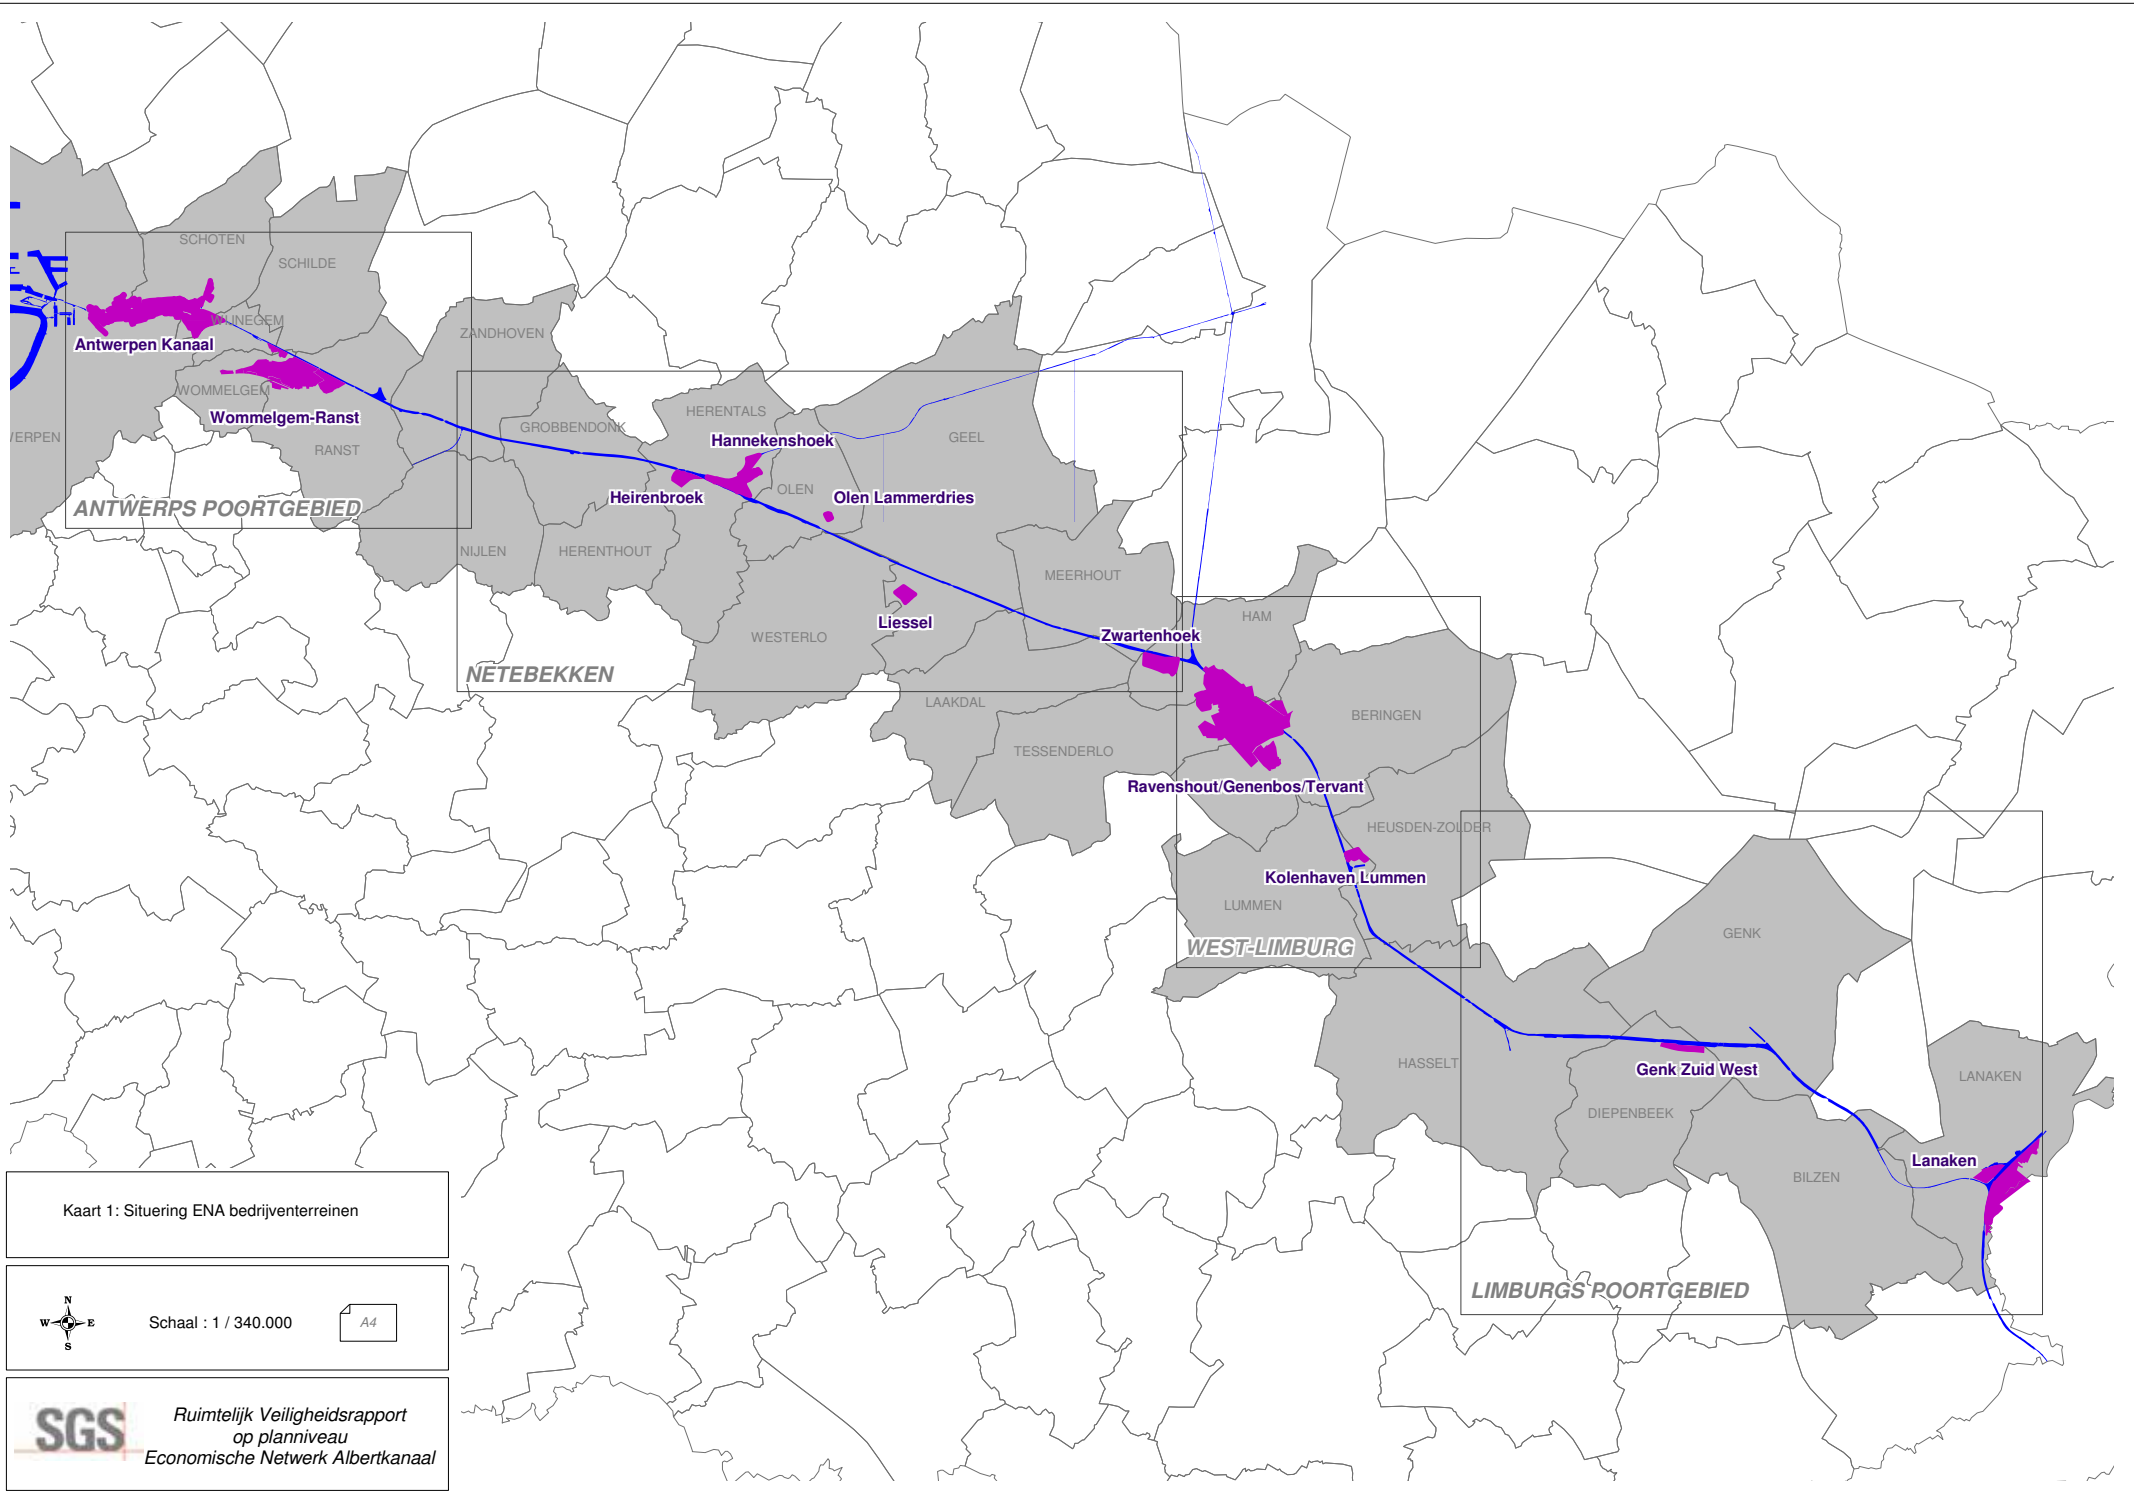 SCHOTEN
SCHILDE
WIJNEGEM
ZANDHOVEN
Antwerpen Kanaal
WOMMELGEM
Wommelgem-Ranst
HERENTALS
GROBBENDONK
GEEL
Hannekenshoek
RANST
OLEN
Heirenbroek
Olen Lammerdries
ANTWERPS POORTGEBIED
NIJLEN
HERENTHOUT
MEERHOUT
HAM
Liessel
WESTERLO
Zwartenhoek
NETEBEKKEN
LAAKDAL
BERINGEN
TESSENDERLO
Ravenshout/Genenbos/Tervant
HEUSDEN-ZOLDER
Kolenhaven Lummen
LUMMEN
GENK
WEST-LIMBURG
HASSELT
Genk Zuid West
LANAKEN
DIEPENBEEK
Lanaken
BILZEN
LIMBURGS POORTGEBIED
Kaart 1: Situering ENA bedrijventerreinen
N
W E
S
Schaal : 1 / 340.000
A4
SGS
Ruimtelijk Veiligheidsrapport
op planniveau
Economische Netwerk Albertkanaal